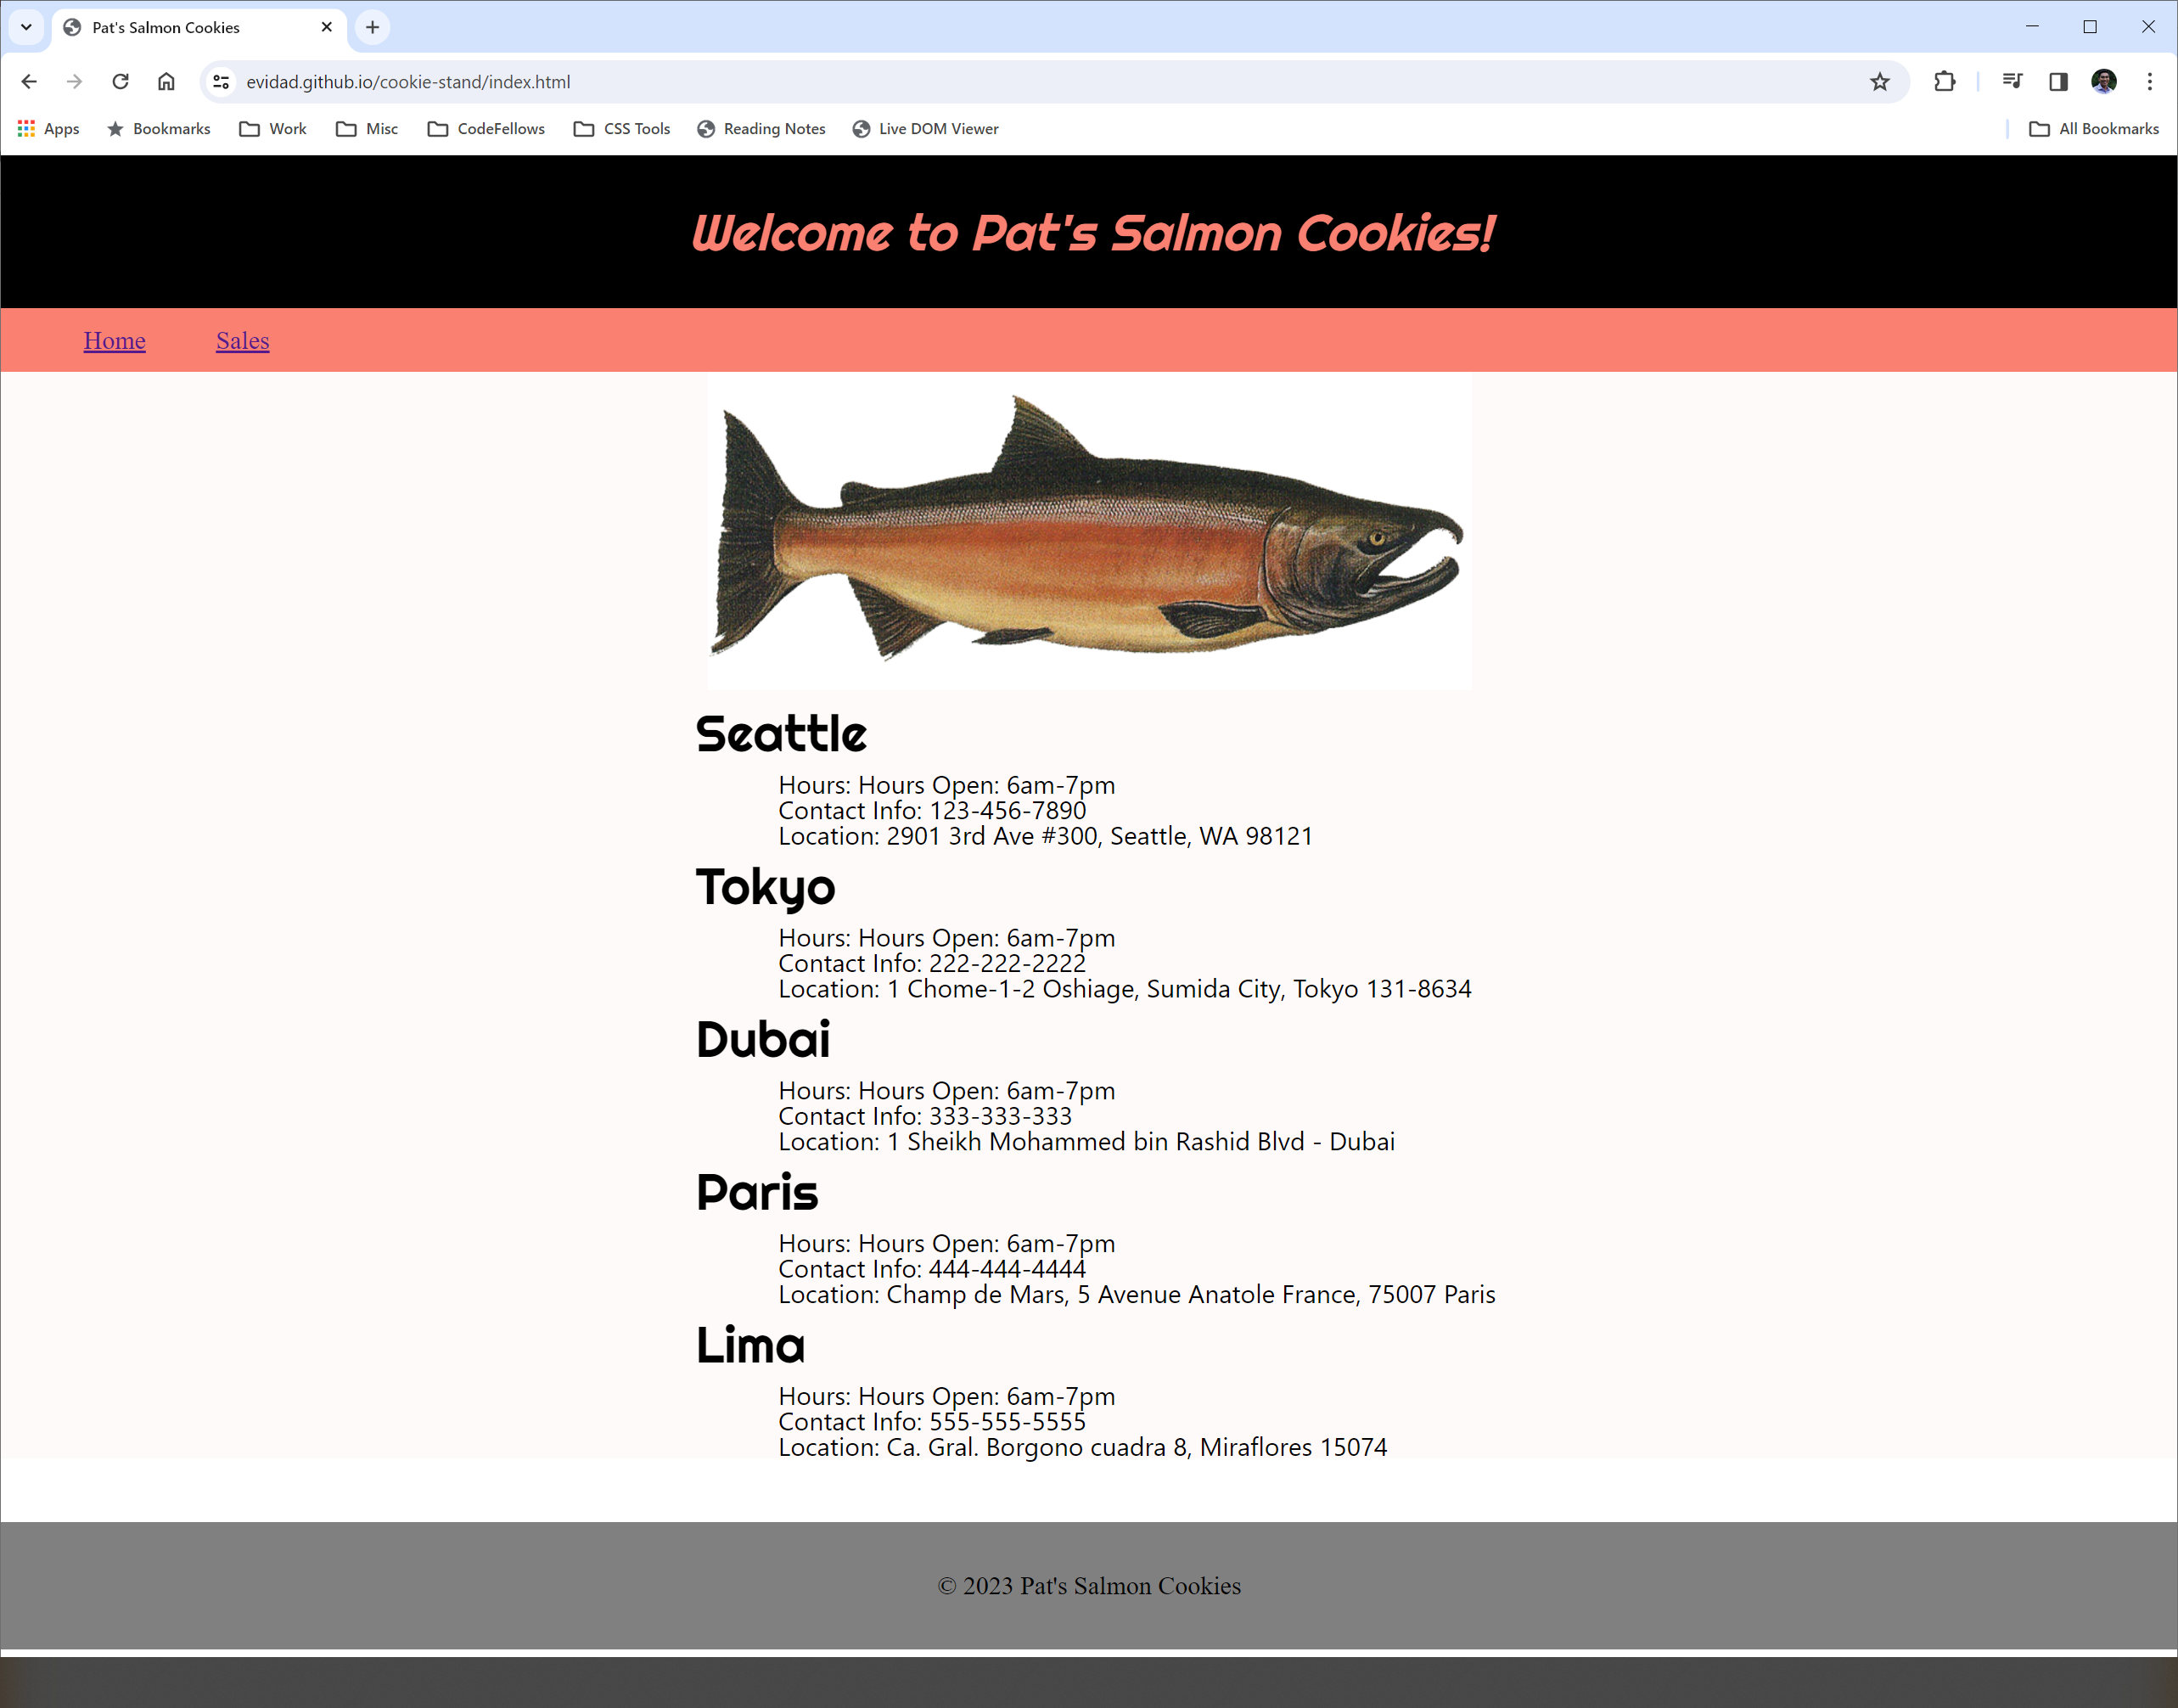 Pat's Salmon Cookies
evidad.github.io/cookie-stand/index.html
Apps Bookmarks Work Misc CodeFellows CSS Tools Reading Notes Live DOM Viewer All Bookmarks
Welcome to Pat's Salmon Cookies!
Home Sales
Seattle
Hours: Hours Open: 6am-7pm
Contact Info: 123-456-7890
Location: 2901 3rd Ave #300, Seattle, WA 98121
Tokyo
Hours: Hours Open: 6am-7pm
Contact Info: 222-222-2222
Location: 1 Chome-1-2 Oshiage, Sumida City, Tokyo 131-8634
Dubai
Hours: Hours Open: 6am-7pm
Contact Info: 333-333-333
Location: 1 Sheikh Mohammed bin Rashid Blvd - Dubai
Paris
Hours: Hours Open: 6am-7pm
Contact Info: 444-444-4444
Location: Champ de Mars, 5 Avenue Anatole France, 75007 Paris
Lima
Hours: Hours Open: 6am-7pm
Contact Info: 555-555-5555
Location: Ca. Gral. Borgono cuadra 8, Miraflores 15074
© 2023 Pat's Salmon Cookies